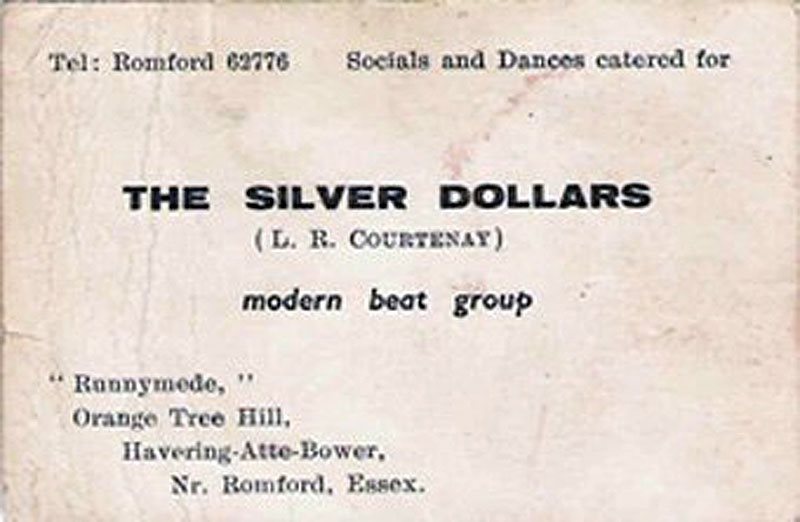 Tel: Romford 62776 Socials and Dances catered for
THE SILVER DOLLARS
(L. R. COURTENAY)
modern beat group
" Runnymede, "
Orange Tree Hill,
Havering-Atte-Bower,
Nr. Romford, Essex.